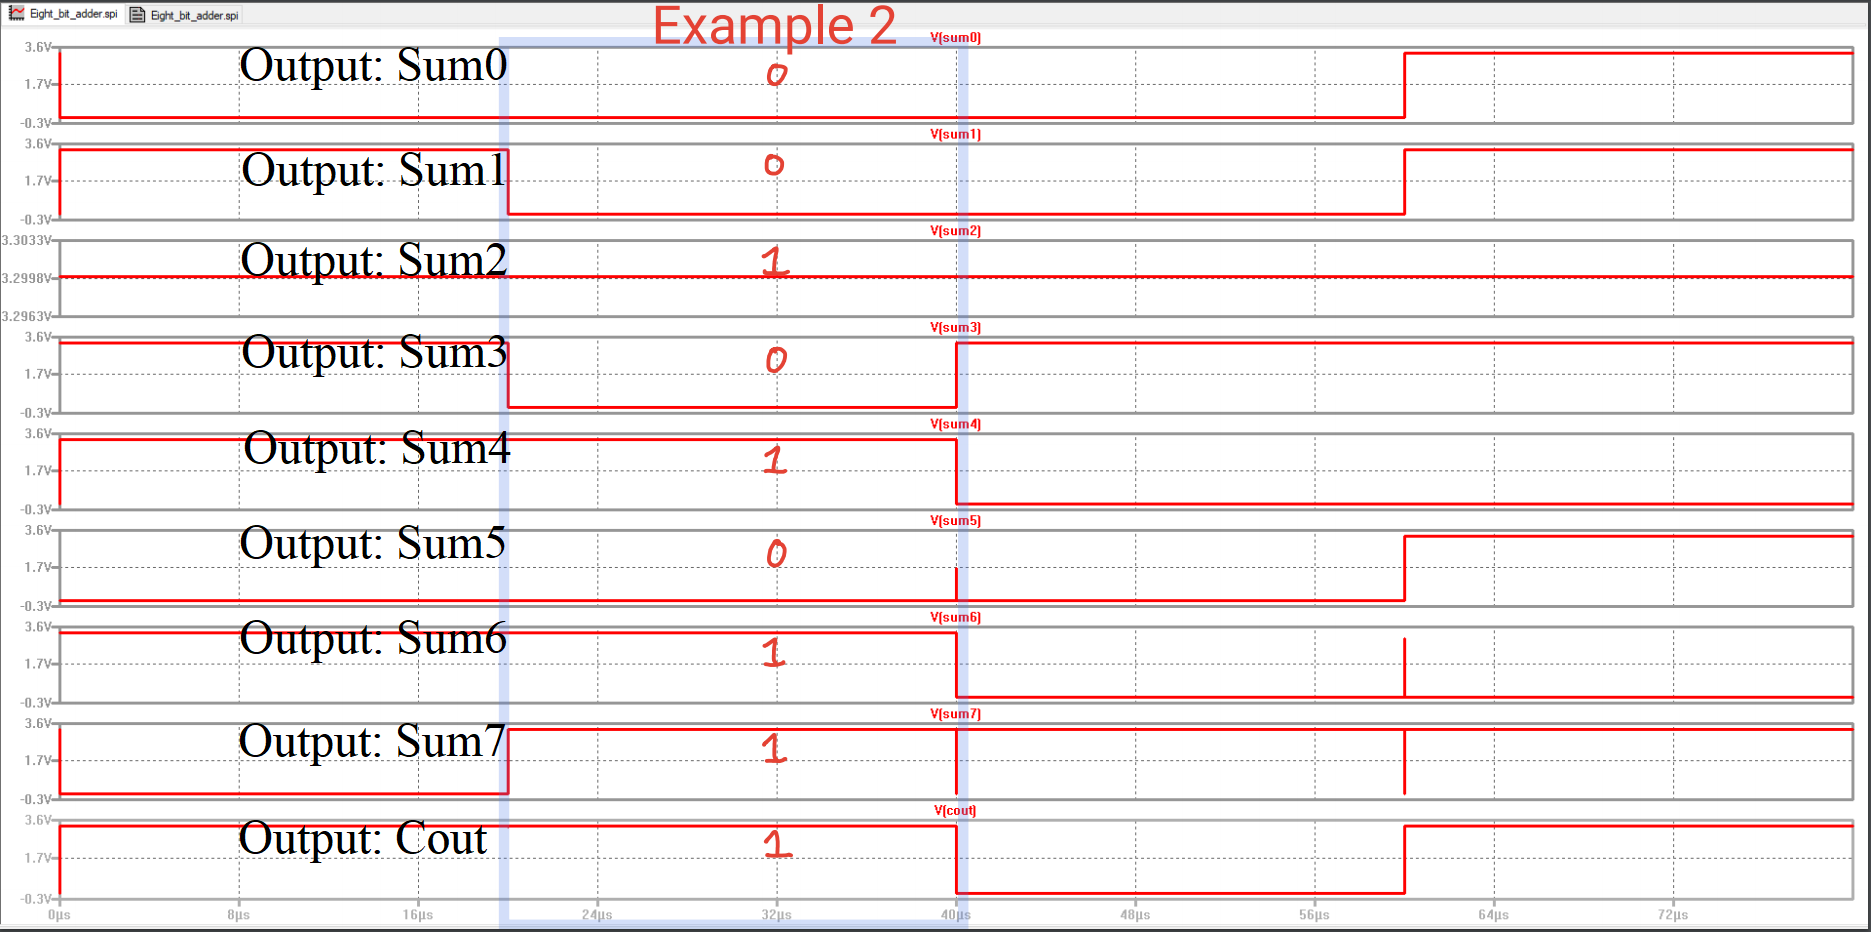 Eight_bit_adder.spi Eight_bit_adder.spi
Example 2
V(sum0)
3.6V
Output: Sum0
0
1.7V
-0.3V
V(sum1)
3.6V
Output: Sum1
0
1.7V
-0.3V
V(sum2)
3.3033V
Output: Sum2
1
3.2998V
3.2963V
V(sum3)
3.6V
Output: Sum3
0
1.7V
-0.3V
V(sum4)
3.6V
Output: Sum4
1
1.7V
-0.3V
V(sum5)
3.6V
Output: Sum5
0
1.7V
-0.3V
V(sum6)
3.6V
Output: Sum6
1
1.7V
-0.3V
V(sum7)
3.6V
Output: Sum7
1
1.7V
-0.3V
V(cout)
3.6V
Output: Cout
1
1.7V
-0.3V
0µs 8µs 16µs 24µs 32µs 40µs 48µs 56µs 64µs 72µs